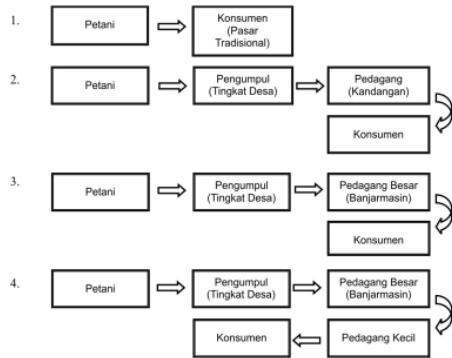 1.
Petani
Konsumen
(Pasar
Tradisional)
2.
Petani
Pengumpul
(Tingkat Desa)
Pedagang
(Kandangan)
Konsumen
3.
Petani
Pengumpul
(Tingkat Desa)
Pedagang Besar
(Banjarmasin)
Konsumen
4.
Petani
Pengumpul
(Tingkat Desa)
Pedagang Besar
(Banjarmasin)
Konsumen
Pedagang Kecil